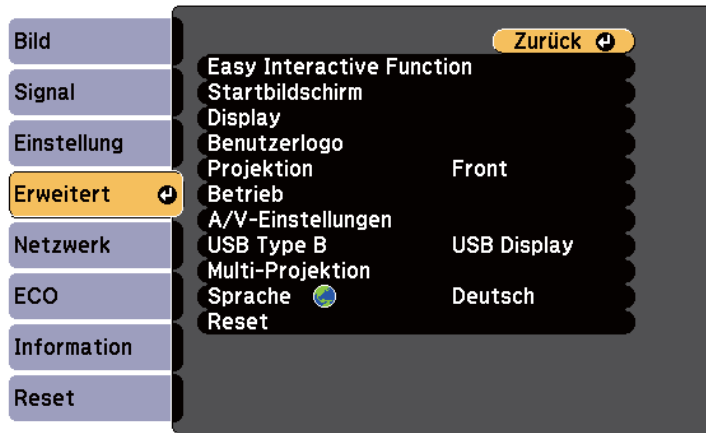 Bild
Signal
Einstellung
Erweitert
Netzwerk
ECO
Information
Reset
Zurück
Easy Interactive Function
Startbildschirm
Display
Benutzerlogo
Projektion Front
Betrieb
A/V-Einstellungen
USB Type B USB Display
Multi-Projektion
Sprache Deutsch
Reset